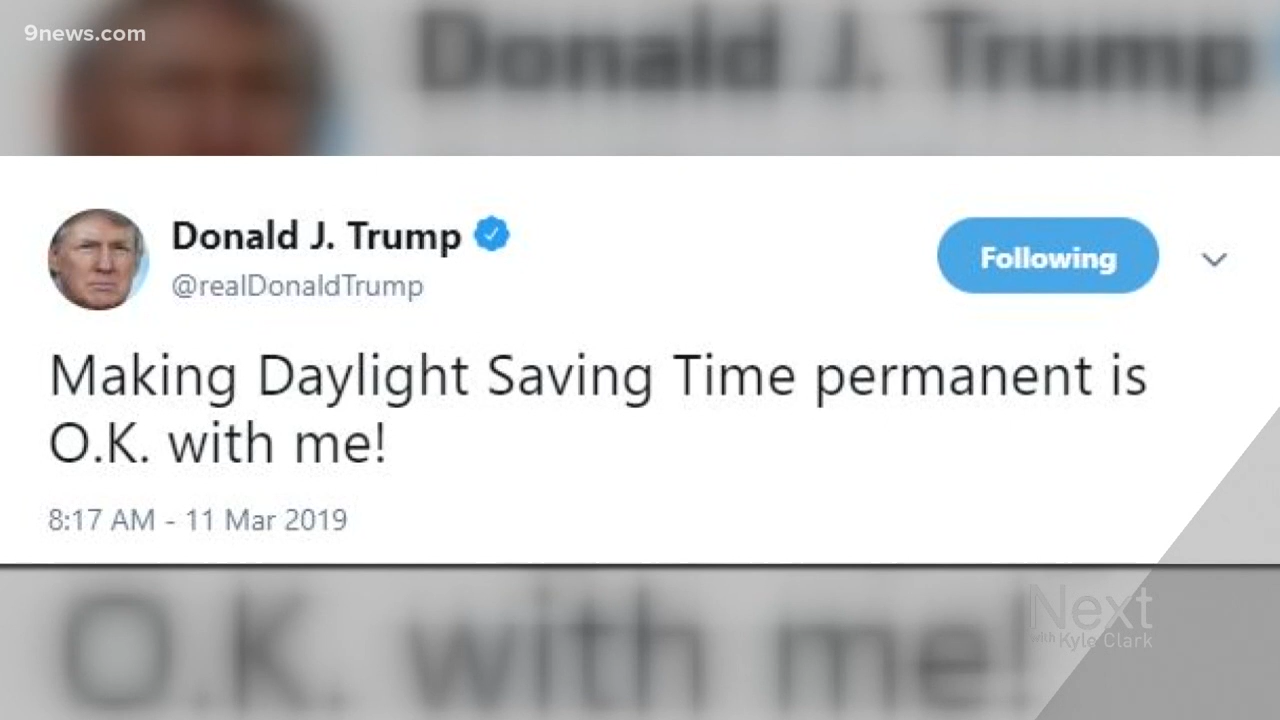 9news.com
Donald J. Trump
Donald J. Trump
@realDonaldTrump
Following
Making Daylight Saving Time permanent is
O.K. with me!
8:17 AM - 11 Mar 2019
O.K. with me!
Next
with Kyle Clark